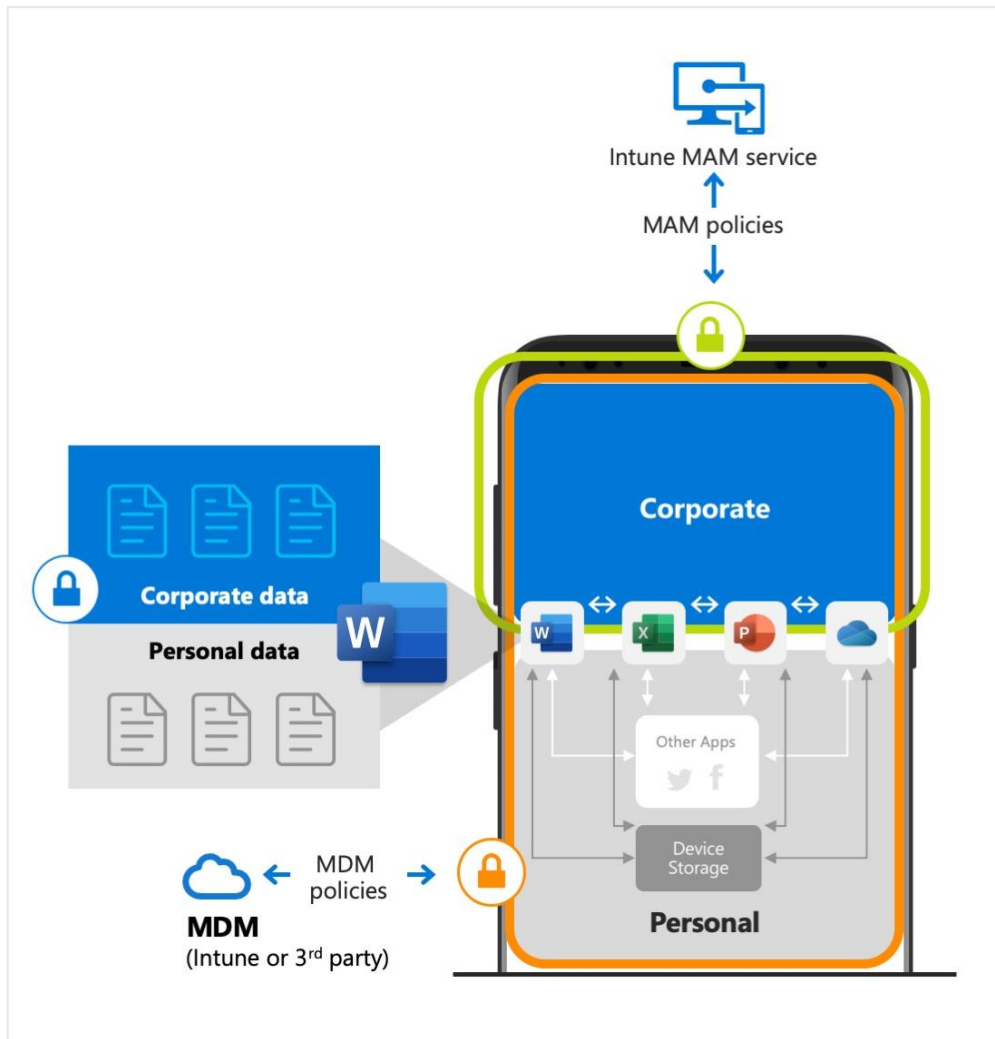 Intune MAM service
MAM policies
Corporate
Corporate data
Personal data
W
W
X
P
Other Apps
f
Device
Storage
Personal
MDM
policies
MDM
(Intune or 3rd party)